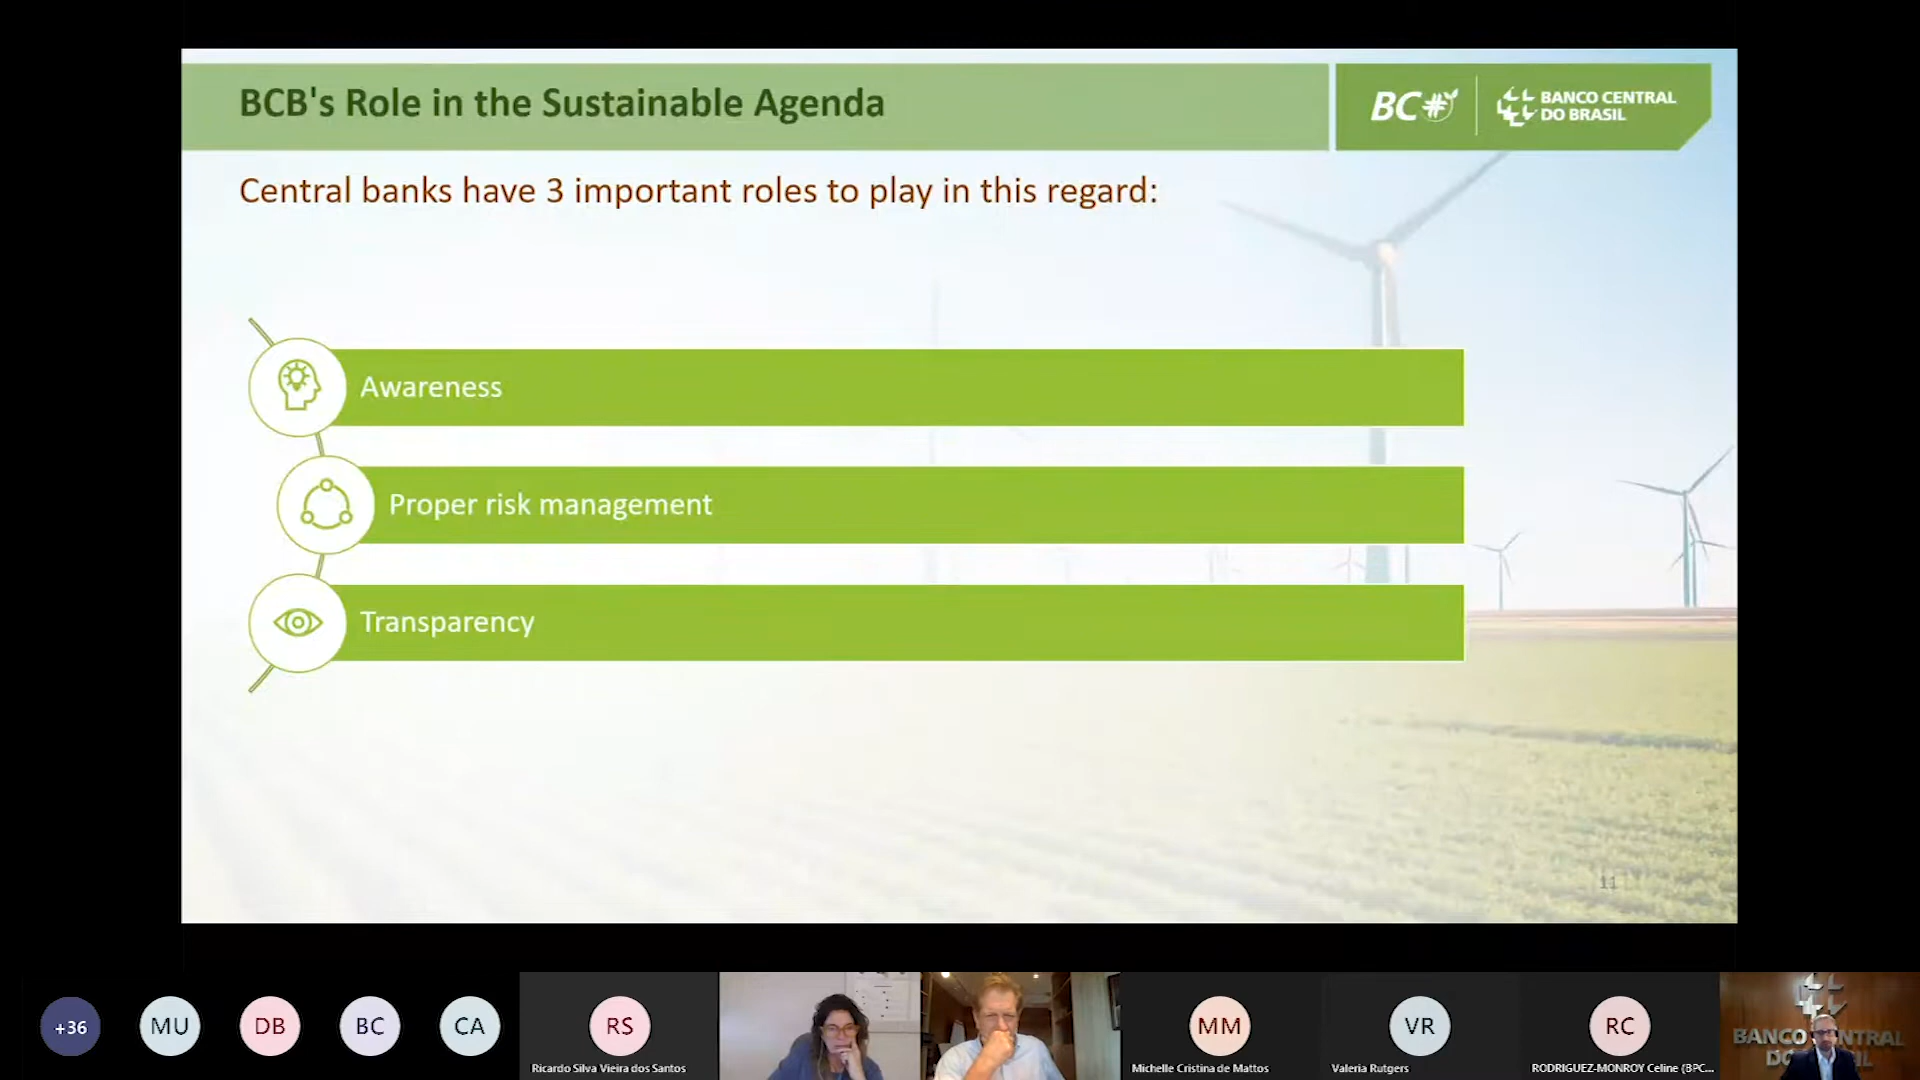 BCB's Role in the Sustainable Agenda
BC#
BANCO CENTRAL
DO BRASIL
Central banks have 3 important roles to play in this regard:
Awareness
Proper risk management
Transparency
11
+36
MU
DB
BC
CA
RS
Ricardo Silva Vieira dos Santos
MM
Michelle Cristina de Mattos
VR
Valeria Rutgers
RC
RODRIGUEZ-MONROY Celine (BPC...
BANCO CENTRAL